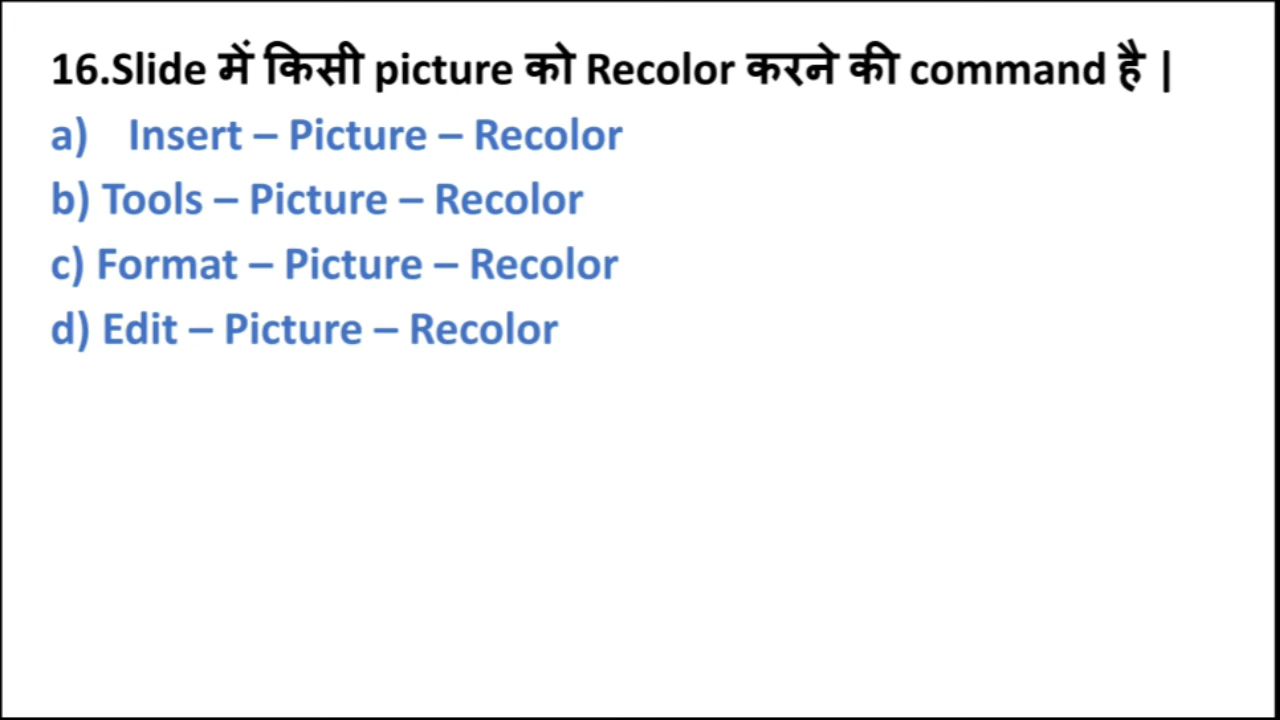 16.Slide में किसी picture को Recolor करने की command है |
a) Insert – Picture – Recolor
b) Tools – Picture – Recolor
c) Format – Picture – Recolor
d) Edit – Picture – Recolor